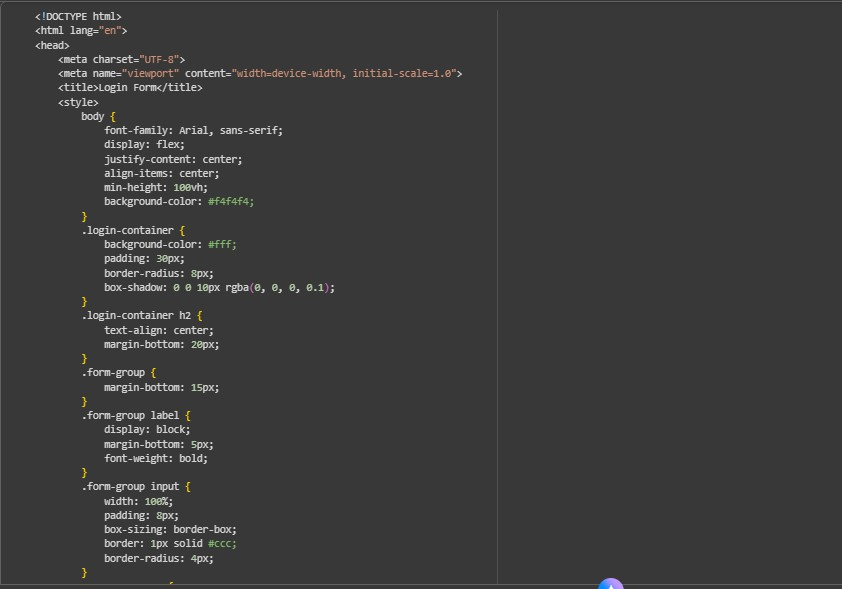 <!DOCTYPE html>
<html lang="en">
<head>
    <meta charset="UTF-8">
    <meta name="viewport" content="width=device-width, initial-scale=1.0">
    <title>Login Form</title>
    <style>
        body {
            font-family: Arial, sans-serif;
            display: flex;
            justify-content: center;
            align-items: center;
            min-height: 100vh;
            background-color: #f4f4f4;
        }
        .login-container {
            background-color: #fff;
            padding: 30px;
            border-radius: 8px;
            box-shadow: 0 0 10px rgba(0, 0, 0, 0.1);
        }
        .login-container h2 {
            text-align: center;
            margin-bottom: 20px;
        }
        .form-group {
            margin-bottom: 15px;
        }
        .form-group label {
            display: block;
            margin-bottom: 5px;
            font-weight: bold;
        }
        .form-group input {
            width: 100%;
            padding: 8px;
            box-sizing: border-box;
            border: 1px solid #ccc;
            border-radius: 4px;
        }